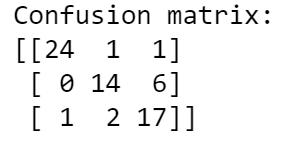 Confusion matrix:
[[24  1  1]
 [ 0 14  6]
 [ 1  2 17]]